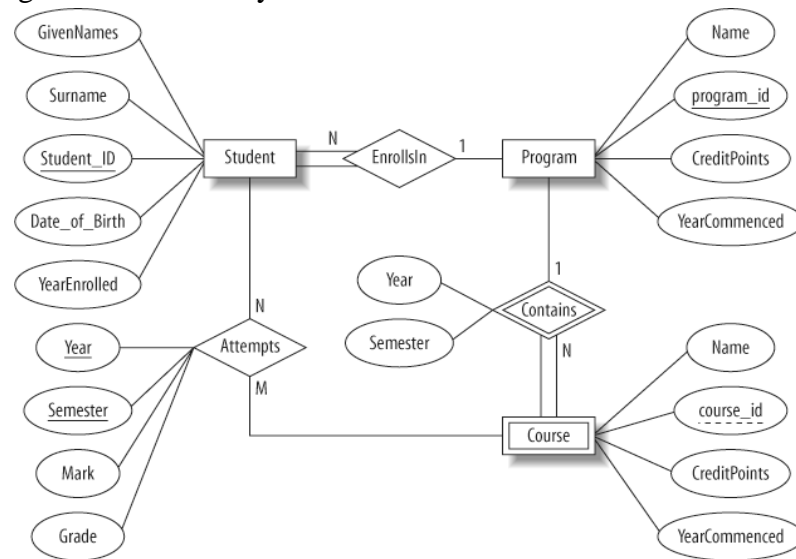 GivenNames
Surname
Student_ID
Date_of_Birth
YearEnrolled
Student
N
EnrollsIn
1
Program
Name
program_id
CreditPoints
YearCommenced
Year
Semester
1
Contains
N
N
Attempts
M
Year
Semester
Mark
Grade
Course
Name
course_id
CreditPoints
YearCommenced